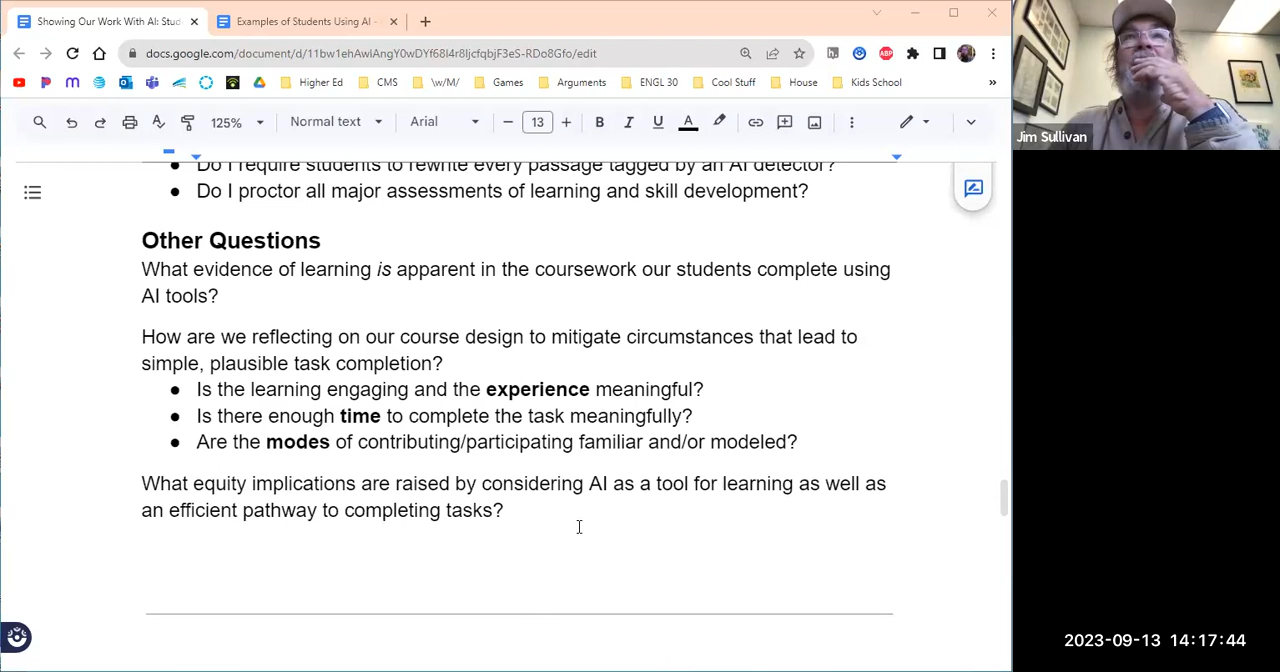 Showing Our Work With AI: Stud
Examples of Students Using AI -
docs.google.com/document/d/11bw1ehAwiAngY0wDYf68l4r8ljcfqbjF3eS-RDo8Gfo/edit
Higher Ed
CMS
\w/M/
Games
Arguments
ENGL 30
Cool Stuff
House
Kids School
»
125%
Normal text
Arial
13
B I U A
Do I require students to rewrite every passage tagged by an AI detector?
Do I proctor all major assessments of learning and skill development?
Other Questions
What evidence of learning is apparent in the coursework our students complete using
AI tools?
How are we reflecting on our course design to mitigate circumstances that lead to
simple, plausible task completion?
Is the learning engaging and the experience meaningful?
Is there enough time to complete the task meaningfully?
Are the modes of contributing/participating familiar and/or modeled?
What equity implications are raised by considering AI as a tool for learning as well as
an efficient pathway to completing tasks?
Jim Sullivan
2023-09-13 14:17:44